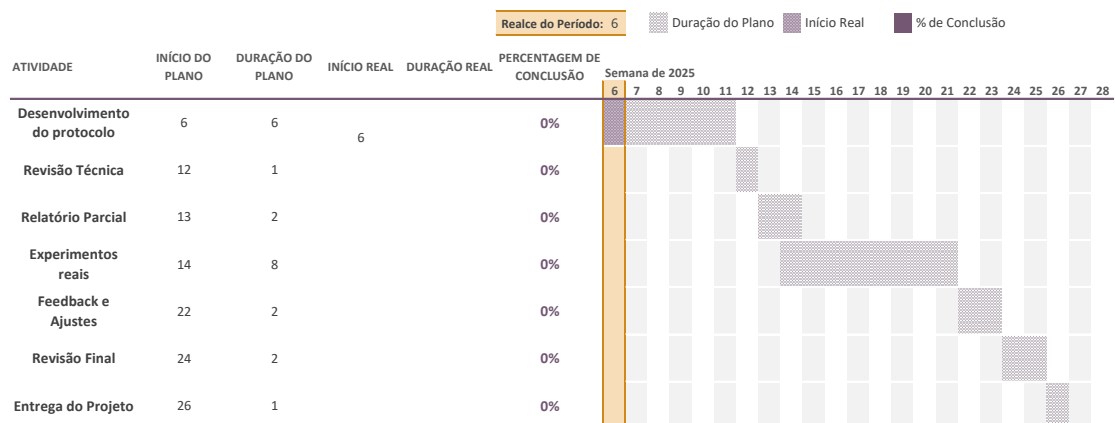 Realce do Período: 6 Duração do Plano Início Real % de Conclusão
ATIVIDADE INÍCIO DO PLANO DURAÇÃO DO PLANO INÍCIO REAL DURAÇÃO REAL PERCENTAGEM DE CONCLUSÃO Semana de 2025
6 7 8 9 10 11 12 13 14 15 16 17 18 19 20 21 22 23 24 25 26 27 28
Desenvolvimento
do protocolo 6 6 6 0%
Revisão Técnica 12 1 0%
Relatório Parcial 13 2 0%
Experimentos
reais 14 8 0%
Feedback e
Ajustes 22 2 0%
Revisão Final 24 2 0%
Entrega do Projeto 26 1 0%